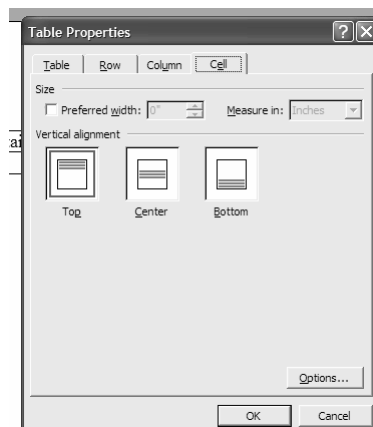 Table Properties
Table Row Column Cell
Size
Preferred width: 0" Measure in: Inches
Vertical alignment
Top Center Bottom
Options...
OK Cancel